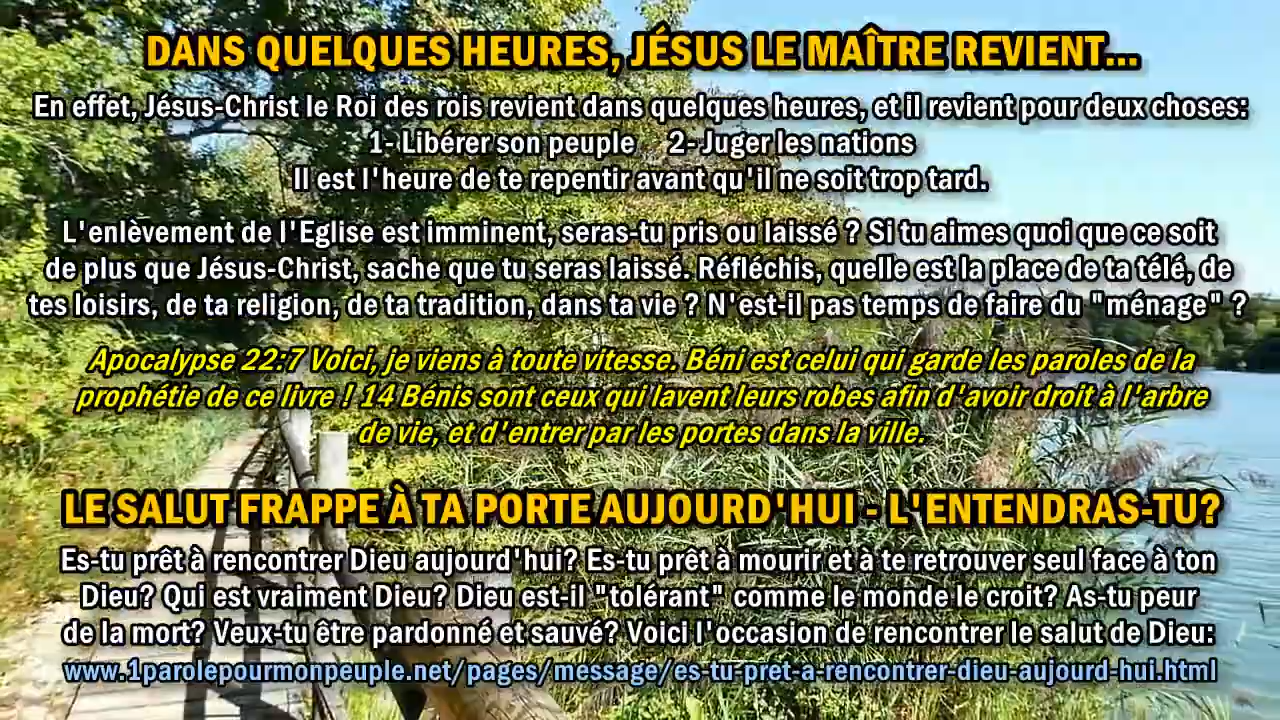 DANS QUELQUES HEURES, JÉSUS LE MAÎTRE REVIENT...
En effet, Jésus-Christ le Roi des rois revient dans quelques heures, et il revient pour deux choses:
1- Libérer son peuple 2- Juger les nations
Il est l'heure de te repentir avant qu'il ne soit trop tard.
L'enlèvement de l'Eglise est imminent, seras-tu pris ou laissé ? Si tu aimes quoi que ce soit
de plus que Jésus-Christ, sache que tu seras laissé. Réfléchis, quelle est la place de ta télé, de
tes loisirs, de ta religion, de ta tradition, dans ta vie ? N'est-il pas temps de faire du "ménage" ?
Apocalypse 22:7 Voici, je viens à toute vitesse. Béni est celui qui garde les paroles de la
prophétie de ce livre ! 14 Bénis sont ceux qui lavent leurs robes afin d'avoir droit à l'arbre
de vie, et d'entrer par les portes dans la ville.
LE SALUT FRAPPE À TA PORTE AUJOURD'HUI - L'ENTENDRAS-TU?
Es-tu prêt à rencontrer Dieu aujourd'hui? Es-tu prêt à mourir et à te retrouver seul face à ton
Dieu? Qui est vraiment Dieu? Dieu est-il "tolérant" comme le monde le croit? As-tu peur
de la mort? Veux-tu être pardonné et sauvé? Voici l'occasion de rencontrer le salut de Dieu:
www.1parolepourmonpeuple.net/pages/message/es-tu-pret-a-rencontrer-dieu-aujourd-hui.html